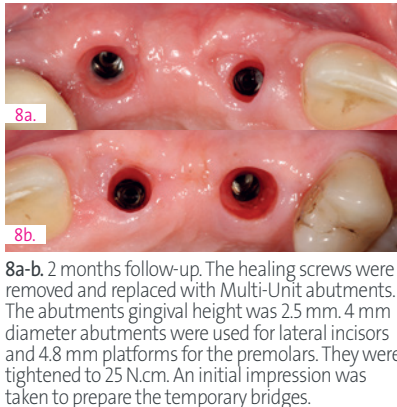 8a.
8b.
8a-b. 2 months follow-up. The healing screws were
removed and replaced with Multi-Unit abutments.
The abutments gingival height was 2.5 mm. 4 mm
diameter abutments were used for lateral incisors
and 4.8 mm platforms for the premolars. They were
tightened to 25 N.cm. An initial impression was
taken to prepare the temporary bridges.